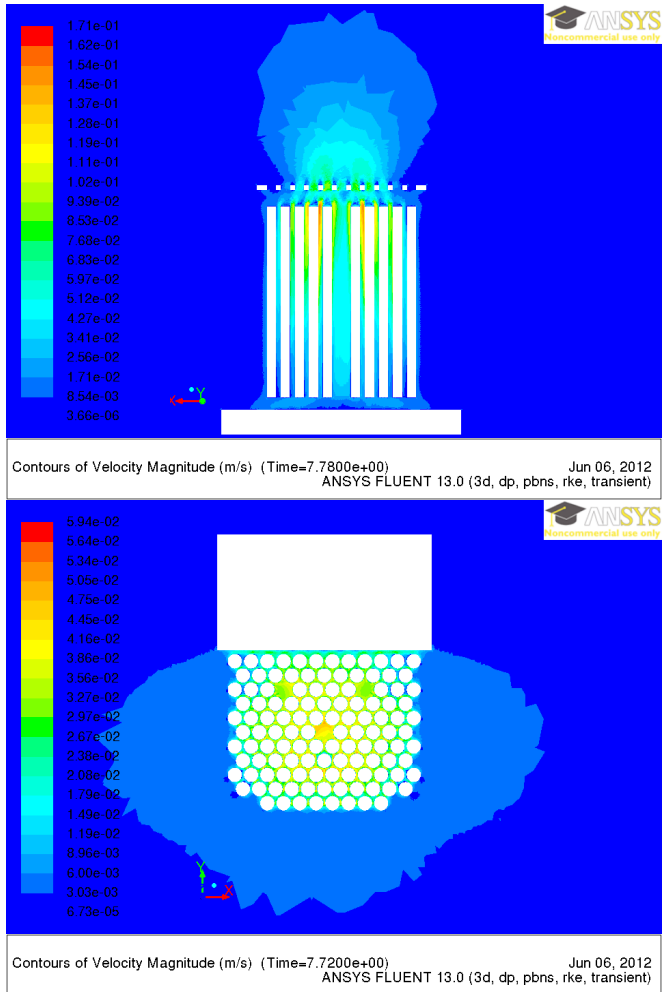 1.71e-01
1.62e-01
1.54e-01
1.45e-01
1.37e-01
1.28e-01
1.19e-01
1.11e-01
1.02e-01
9.39e-02
8.53e-02
7.68e-02
6.83e-02
5.97e-02
5.12e-02
4.27e-02
3.41e-02
2.56e-02
1.71e-02
8.54e-03
3.66e-06
ANSYS
Noncommercial use only
X
Y
Contours of Velocity Magnitude (m/s) (Time=7.7800e+00)
Jun 06, 2012
ANSYS FLUENT 13.0 (3d, dp, pbns, rke, transient)
5.94e-02
5.64e-02
5.34e-02
5.05e-02
4.75e-02
4.45e-02
4.16e-02
3.86e-02
3.56e-02
3.27e-02
2.97e-02
2.67e-02
2.38e-02
2.08e-02
1.79e-02
1.49e-02
1.19e-02
8.96e-03
6.00e-03
3.03e-03
6.73e-05
ANSYS
Noncommercial use only
Y
X
Contours of Velocity Magnitude (m/s) (Time=7.7200e+00)
Jun 06, 2012
ANSYS FLUENT 13.0 (3d, dp, pbns, rke, transient)